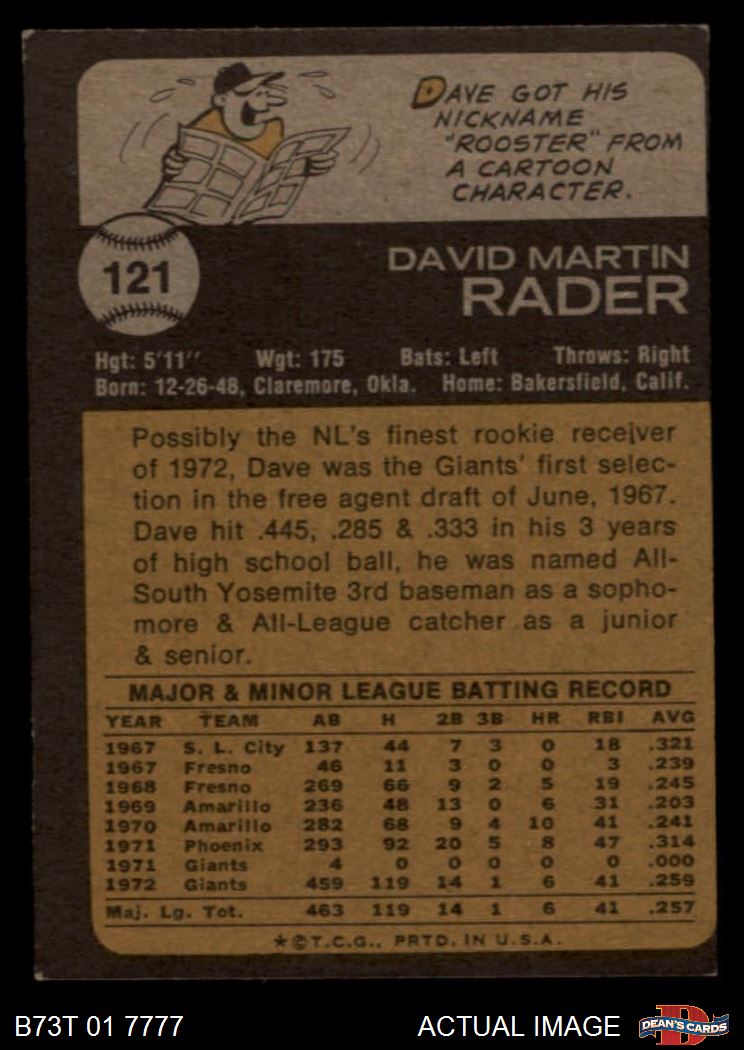 DAVE GOT HIS
NICKNAME
"ROOSTER" FROM
A CARTOON
CHARACTER.
121
DAVID MARTIN
RADER
Hgt: 5'11" Wgt: 175 Bats: Left Throws: Right
Born: 12-26-48, Claremore, Okla. Home: Bakersfield, Calif.
Possibly the NL's finest rookie receiver
of 1972, Dave was the Giants' first selec-
tion in the free agent draft of June, 1967.
Dave hit .445, .285 & .333 in his 3 years
of high school ball, he was named All-
South Yosemite 3rd baseman as a sopho-
more & All-League catcher as a junior
& senior.
MAJOR & MINOR LEAGUE BATTING RECORD
YEAR TEAM AB H 2B 3B HR RBI AVG
1967 S. L. City 137 44 7 3 0 18 .321
1967 Fresno 46 11 3 0 0 3 .239
1968 Fresno 269 66 9 2 5 19 .245
1969 Amarillo 236 48 13 0 6 31 .203
1970 Amarillo 282 68 9 4 10 41 .241
1971 Phoenix 293 92 20 5 8 47 .314
1971 Giants 4 0 0 0 0 0 .000
1972 Giants 459 119 14 1 6 41 .259
Maj. Lg. Tot. 463 119 14 1 6 41 .257
★©T.C.G., PRTD. IN U.S.A.
B73T 01 7777 ACTUAL IMAGE DEAN'S CARDS